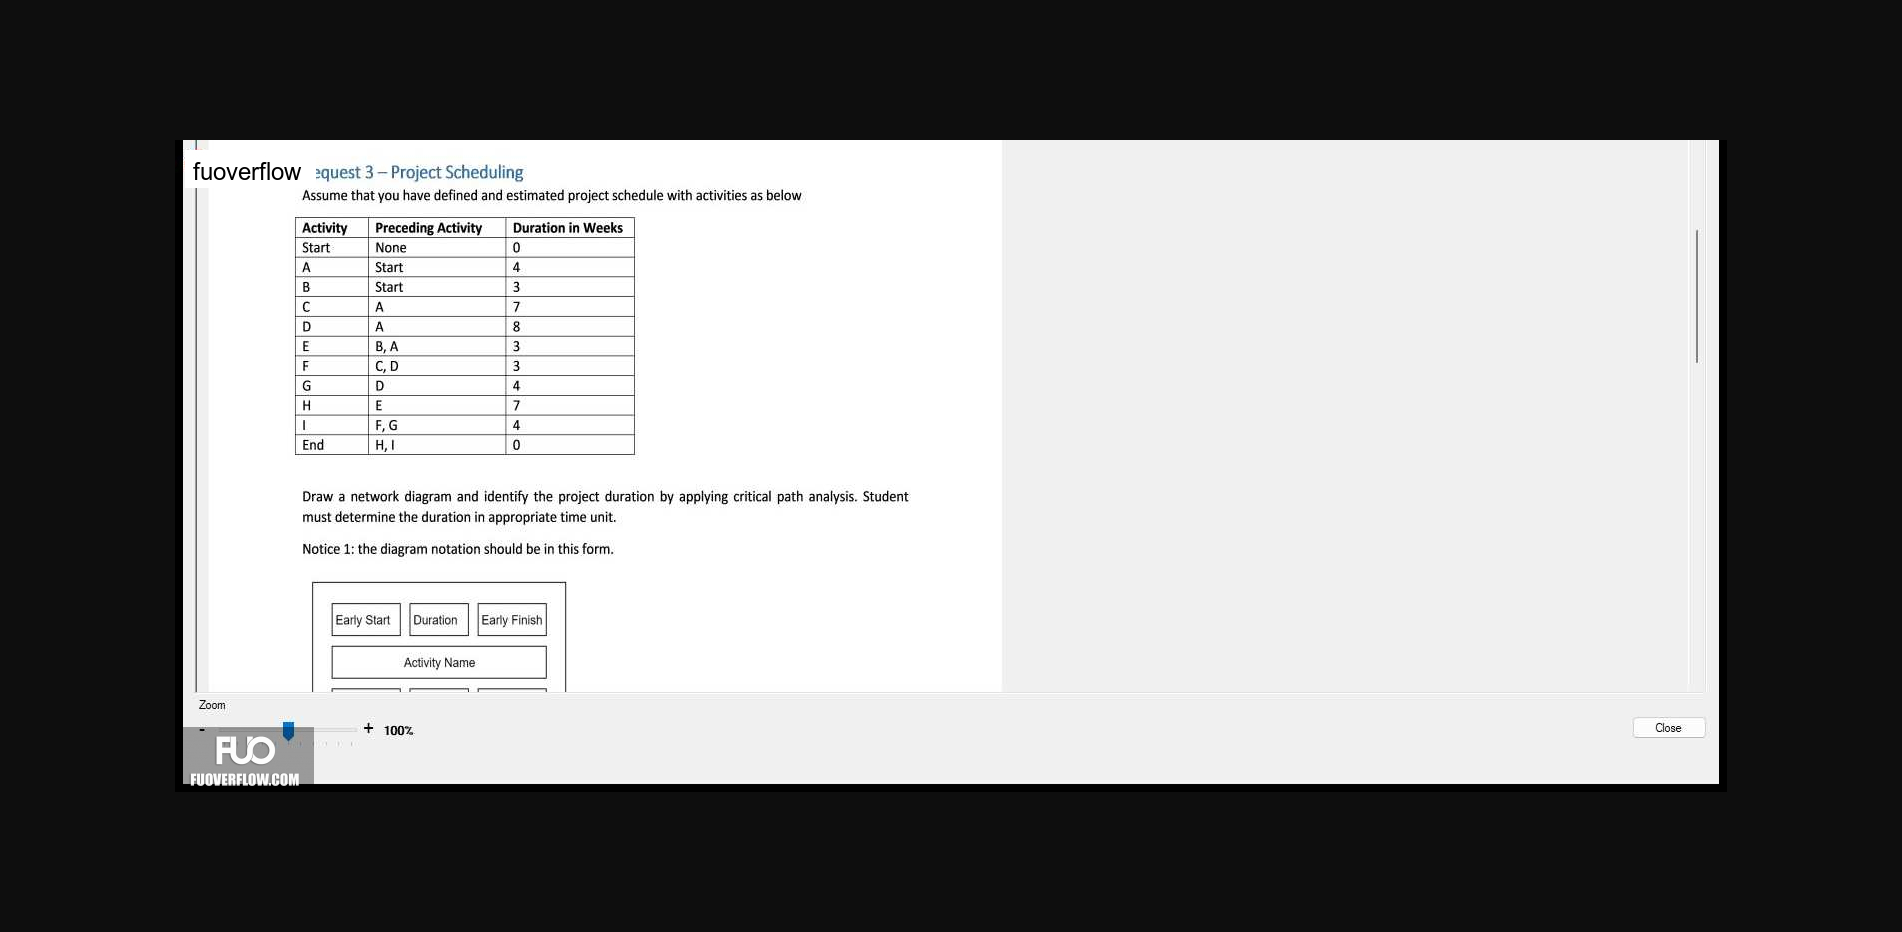 fuoverflow
equest 3 – Project Scheduling
Assume that you have defined and estimated project schedule with activities as below
Activity Preceding Activity Duration in Weeks
Start None 0
A Start 4
B Start 3
C A 7
D A 8
E B, A 3
F C, D 3
G D 4
H E 7
I F, G 4
End H, I 0
Draw a network diagram and identify the project duration by applying critical path analysis. Student
must determine the duration in appropriate time unit.
Notice 1: the diagram notation should be in this form.
Early Start Duration Early Finish
Activity Name
Zoom
- + 100%
Close
FUO
FUOVERFLOW.COM